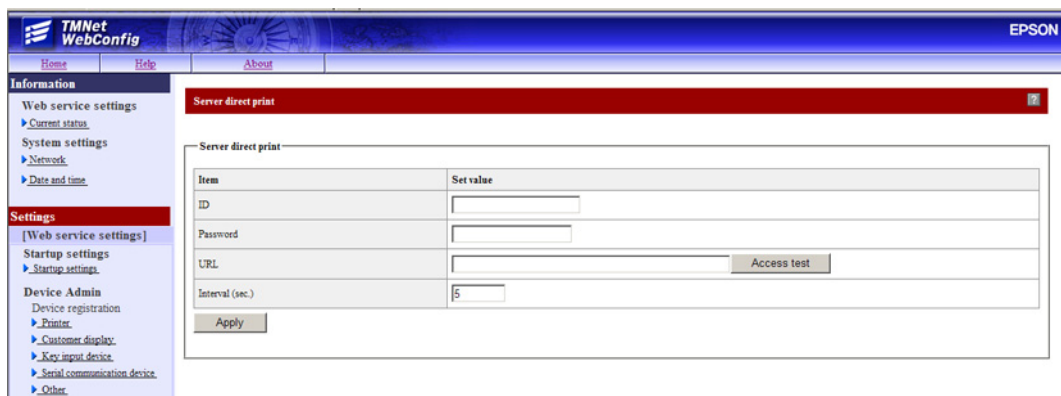 TMNet
WebConfig
EPSON
Home Help About
Information
Web service settings
Current status
System settings
Network
Date and time
Settings
[Web service settings]
Startup settings
Startup settings
Device Admin
Device registration
Printer
Customer display
Key input device
Serial communication device
Other
Server direct print
?
Server direct print
Item Set value
ID
Password
URL Access test
Interval (sec.) 5
Apply